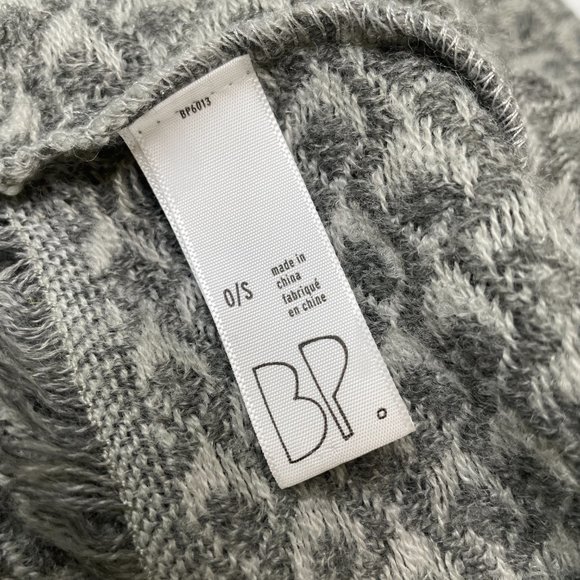 BP6013
O/S
made in
china
fabriqué
en chine
BP.